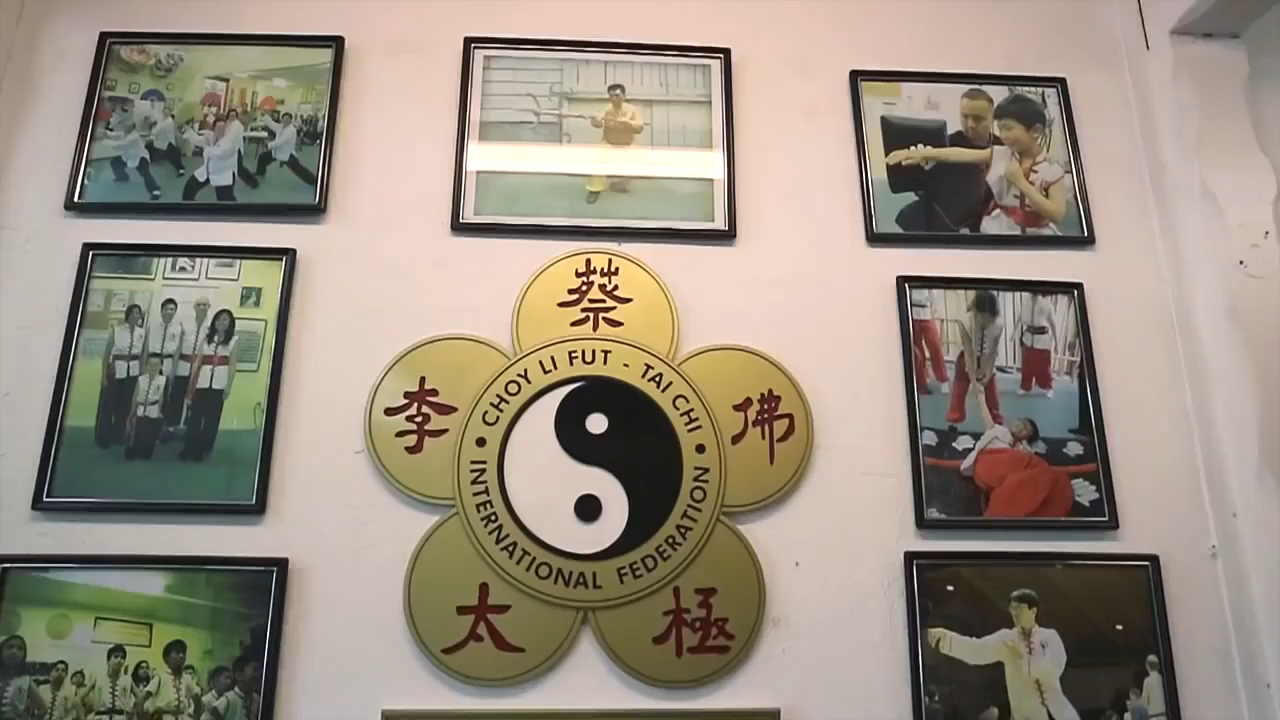 蔡
李
佛
CHOY LI FUT - TAI CHI
• INTERNATIONAL FEDERATION •
太
極